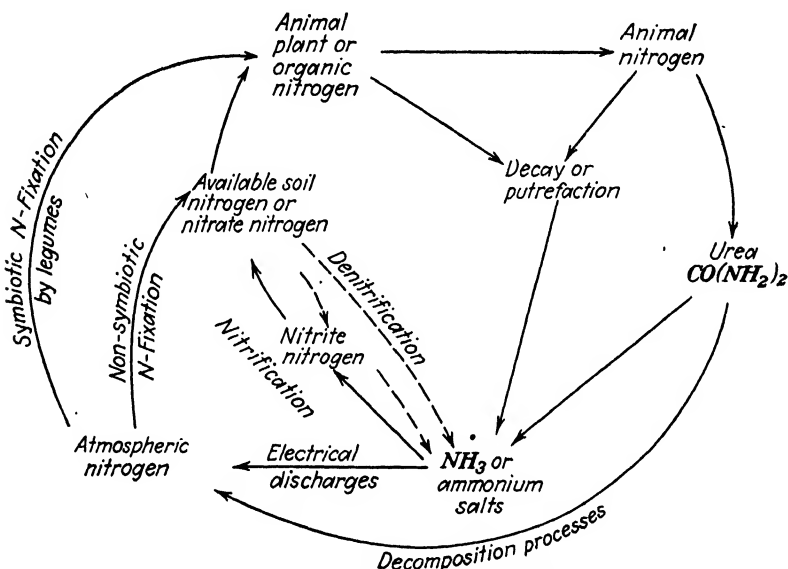 Animal
plant or
organic
nitrogen
Animal
nitrogen
Symbiotic N-Fixation
by legumes
Available soil
nitrogen or
nitrate nitrogen
Decay or
putrefaction
Non-symbiotic
N-Fixation
Denitrification
Urea
CO(NH₂)₂
Nitrite
nitrogen
Nitrification
Atmospheric
nitrogen
Electrical
discharges
NH₃ or
ammonium
salts
Decomposition processes